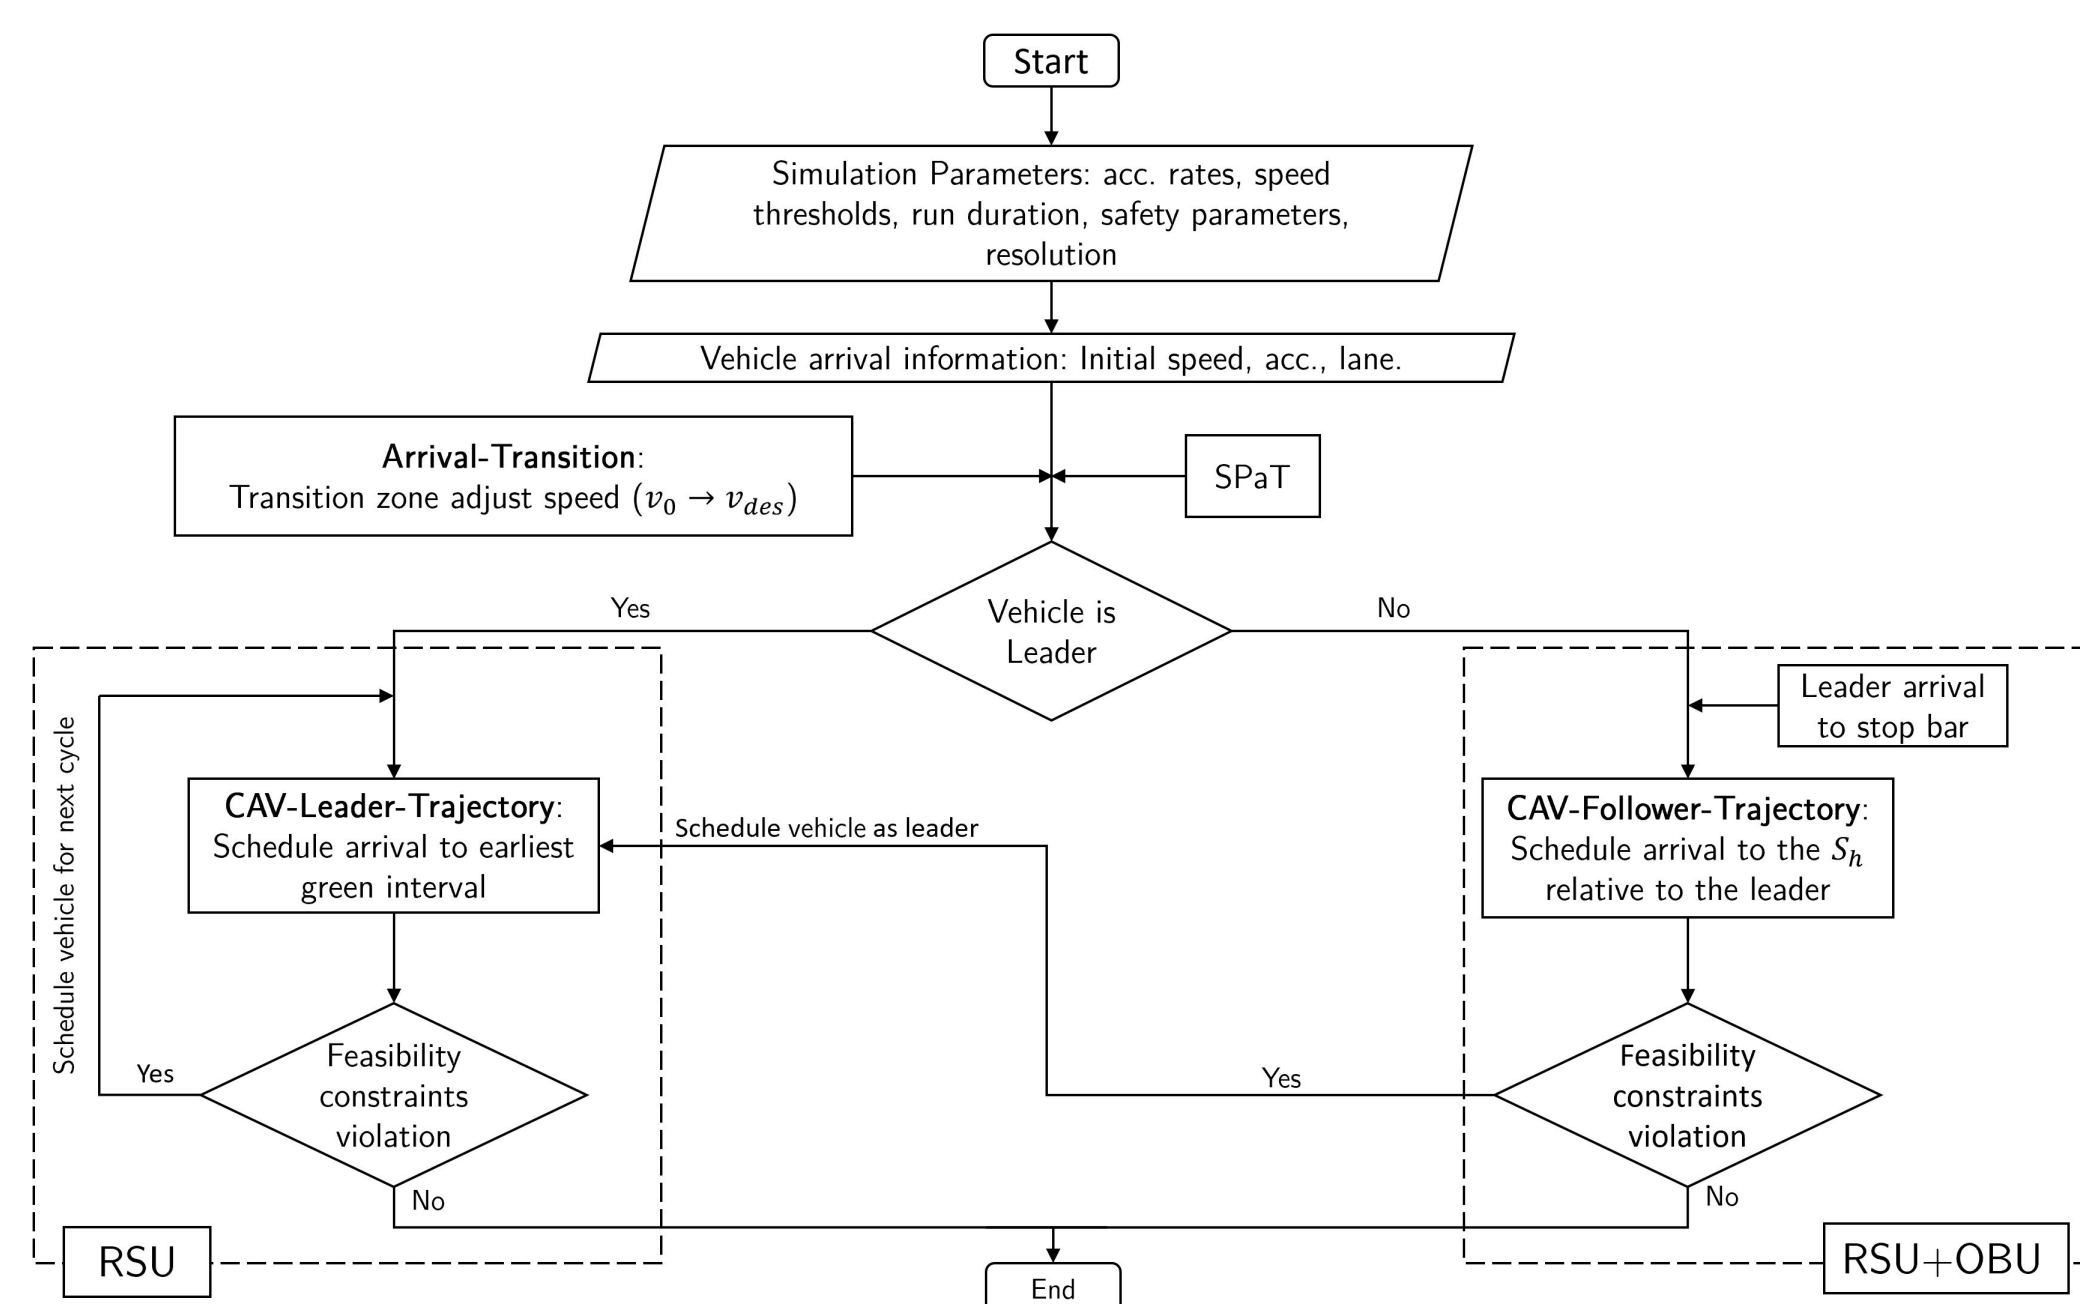 Start
Simulation Parameters: acc. rates, speed
thresholds, run duration, safety parameters,
resolution
Vehicle arrival information: Initial speed, acc., lane.
Arrival-Transition:
Transition zone adjust speed (v₀ → v_des)
SPaT
Vehicle is
Leader
Yes
No
Leader arrival
to stop bar
Schedule vehicle for next cycle
CAV-Leader-Trajectory:
Schedule arrival to earliest
green interval
Schedule vehicle as leader
CAV-Follower-Trajectory:
Schedule arrival to the S_h
relative to the leader
Feasibility
constraints
violation
Yes
No
Feasibility
constraints
violation
Yes
No
RSU
RSU+OBU
End